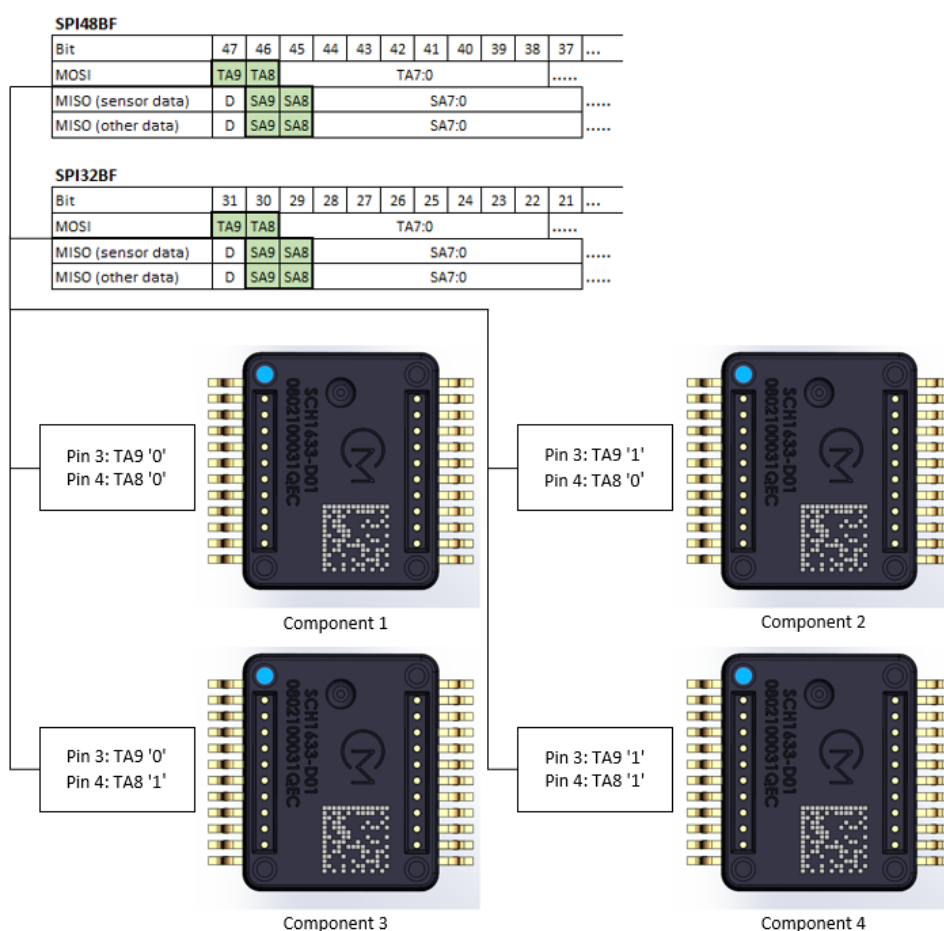 SPI48BF
Bit 47 46 45 44 43 42 41 40 39 38 37 ...
MOSI TA9 TA8 TA7:0 .....
MISO (sensor data) D SA9 SA8 SA7:0 .....
MISO (other data) D SA9 SA8 SA7:0 .....
SPI32BF
Bit 31 30 29 28 27 26 25 24 23 22 21 ...
MOSI TA9 TA8 TA7:0 .....
MISO (sensor data) D SA9 SA8 SA7:0 .....
MISO (other data) D SA9 SA8 SA7:0 .....
Pin 3: TA9 '0'
Pin 4: TA8 '0'
SCH1633-D01
0802100031QEC
Component 1
Pin 3: TA9 '1'
Pin 4: TA8 '0'
SCH1633-D01
0802100031QEC
Component 2
Pin 3: TA9 '0'
Pin 4: TA8 '1'
SCH1633-D01
0802100031QEC
Component 3
Pin 3: TA9 '1'
Pin 4: TA8 '1'
SCH1633-D01
0802100031QEC
Component 4